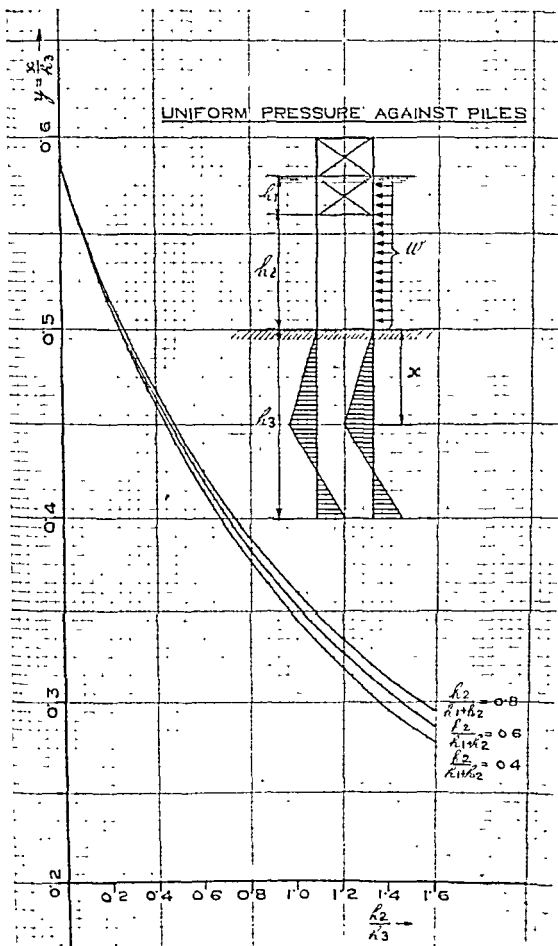 y = x/h3 →
UNIFORM PRESSURE AGAINST PILES
0.6
h1
h2
w
0.5
x
h3
0.4
0.3
h2/h1+h2 = 0.8
h2/h1+h2 = 0.6
h2/h1+h2 = 0.4
0.2
0.2 0.4 0.6 0.8 1.0 1.2 1.4 1.6
h2/h3 →